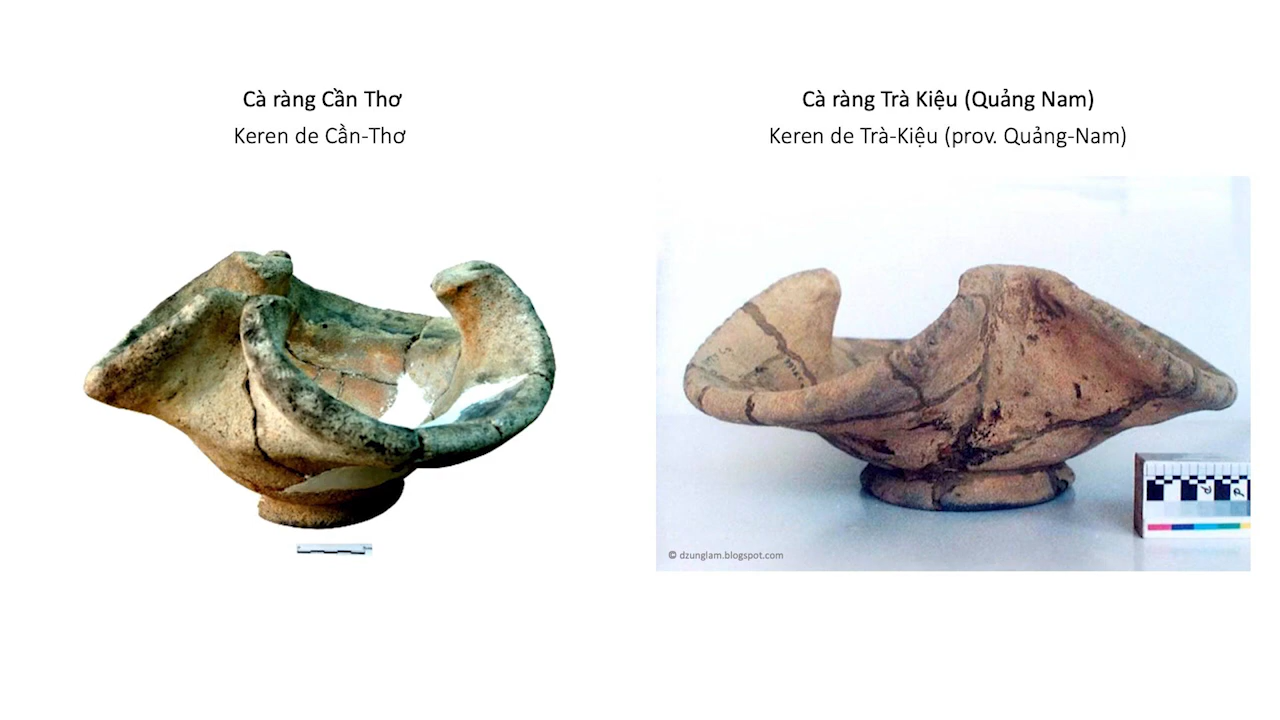 Cà ràng Cần Thơ
Keren de Cần-Thơ
Cà ràng Trà Kiệu (Quảng Nam)
Keren de Trà-Kiệu (prov. Quảng-Nam)
© dzunglam.blogspot.com